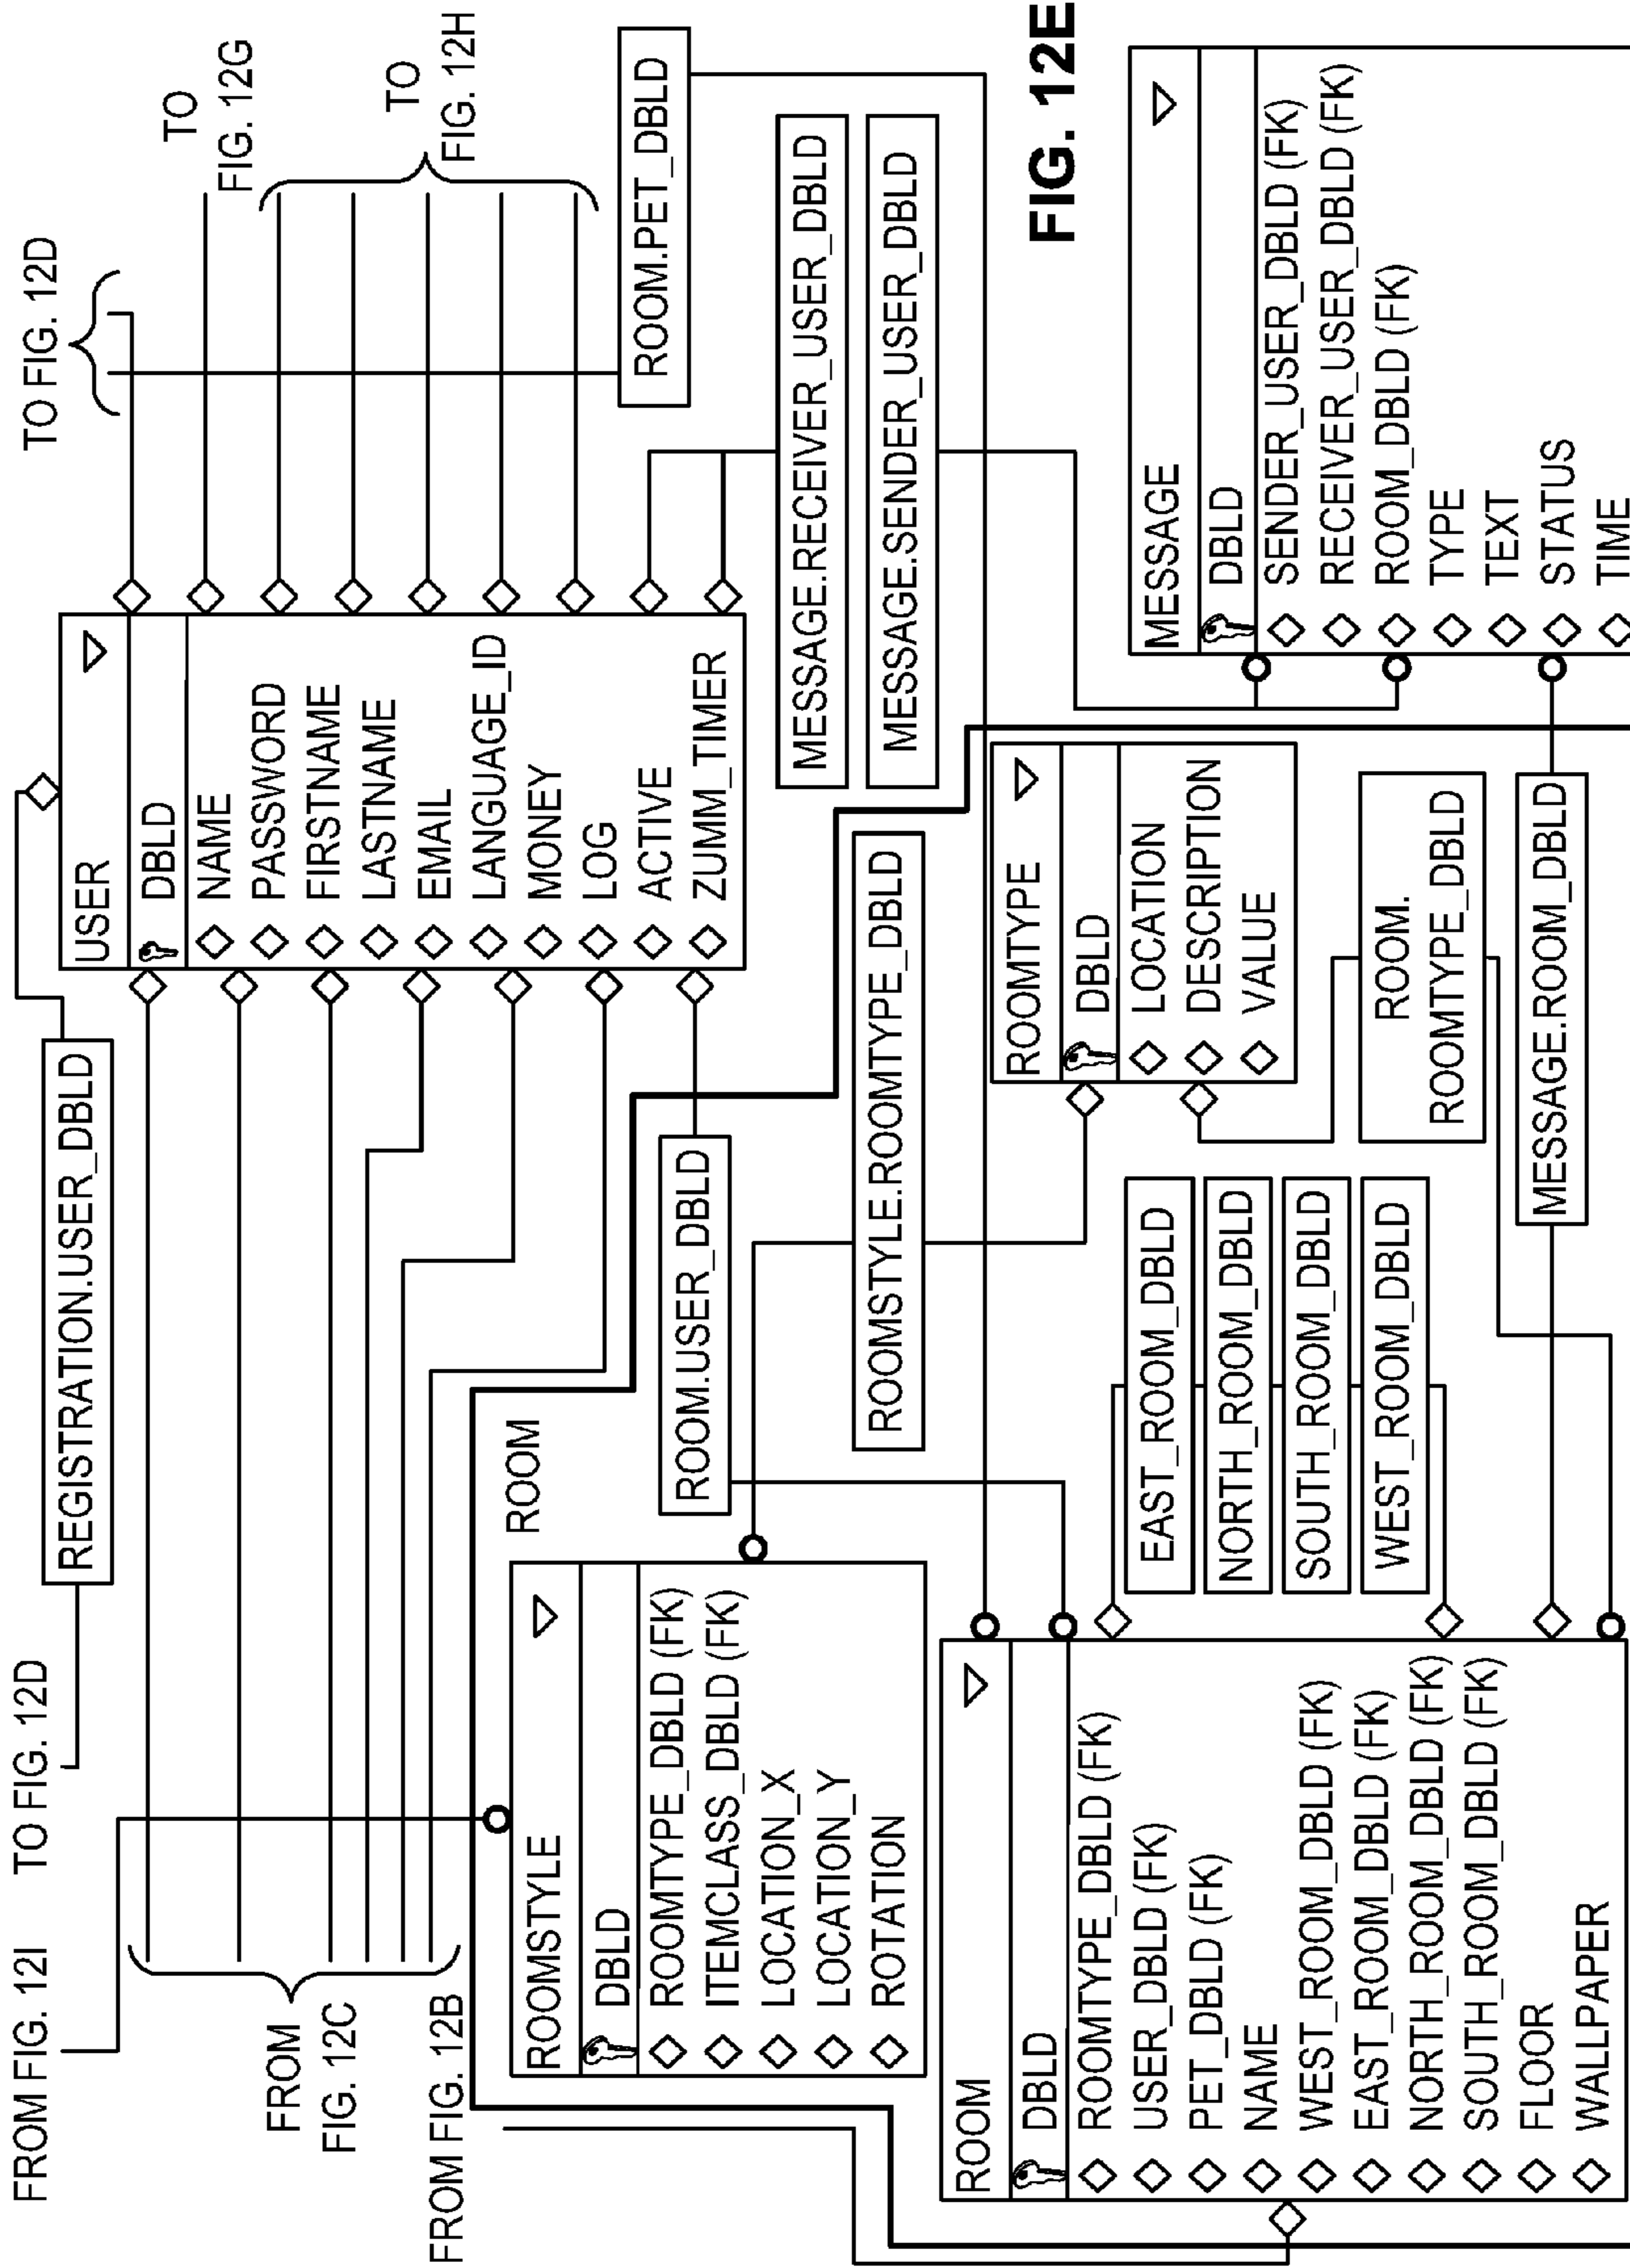 FROM FIG. 12I
TO FIG. 12D
TO FIG. 12D
REGISTRATION.USER_DBLD
FROM
FIG. 12C
FROM FIG. 12B
TO
FIG. 12G
TO
FIG. 12H
USER
DBLD
NAME
PASSWORD
FIRSTNAME
LASTNAME
EMAIL
LANGUAGE_ID
MONEY
LOG
ACTIVE
ZUMM_TIMER
ROOM.PET_DBLD
MESSAGE.RECEIVER_USER_DBLD
MESSAGE.SENDER_USER_DBLD
FIG. 12E
ROOM
ROOMSTYLE
DBLD
ROOMTYPE_DBLD (FK)
ITEMCLASS_DBLD (FK)
LOCATION_X
LOCATION_Y
ROTATION
ROOM.USER_DBLD
ROOMSTYLE.ROOMTYPE_DBLD
ROOMTYPE
DBLD
LOCATION
DESCRIPTION
VALUE
ROOM
DBLD
ROOMTYPE_DBLD (FK)
USER_DBLD (FK)
PET_DBLD (FK)
NAME
WEST_ROOM_DBLD (FK)
EAST_ROOM_DBLD (FK)
NORTH_ROOM_DBLD (FK)
SOUTH_ROOM_DBLD (FK)
FLOOR
WALLPAPER
EAST_ROOM_DBLD
NORTH_ROOM_DBLD
SOUTH_ROOM_DBLD
WEST_ROOM_DBLD
ROOM.
ROOMTYPE_DBLD
MESSAGE.ROOM_DBLD
MESSAGE
DBLD
SENDER_USER_DBLD (FK)
RECEIVER_USER_DBLD (FK)
ROOM_DBLD (FK)
TYPE
TEXT
STATUS
TIME